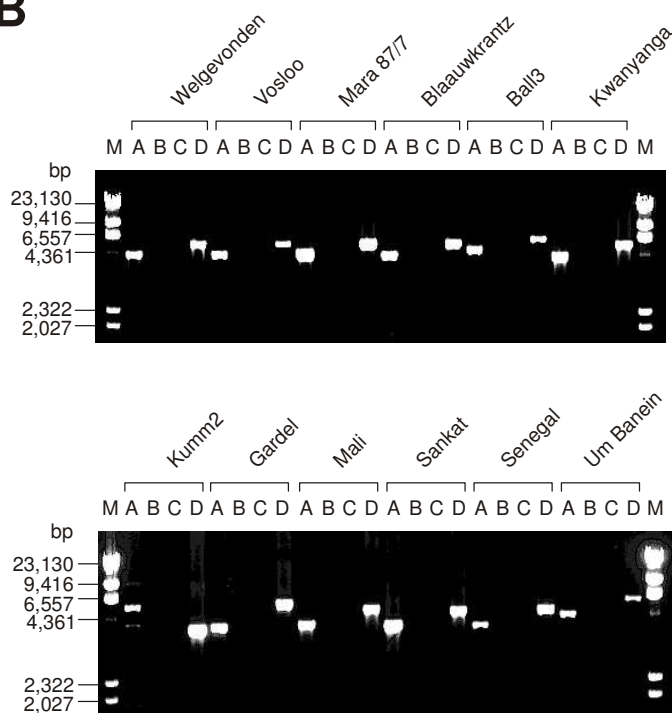 B
Welgevonden Vosloo Mara 87/7 Blaauwkrantz Ball3 Kwanyanga
M A B C D A B C D A B C D A B C D A B C D A B C D M
bp
23,130
9,416
6,557
4,361
2,322
2,027
Kumm2 Gardel Mali Sankat Senegal Um Banein
M A B C D A B C D A B C D A B C D A B C D A B C D M
bp
23,130
9,416
6,557
4,361
2,322
2,027